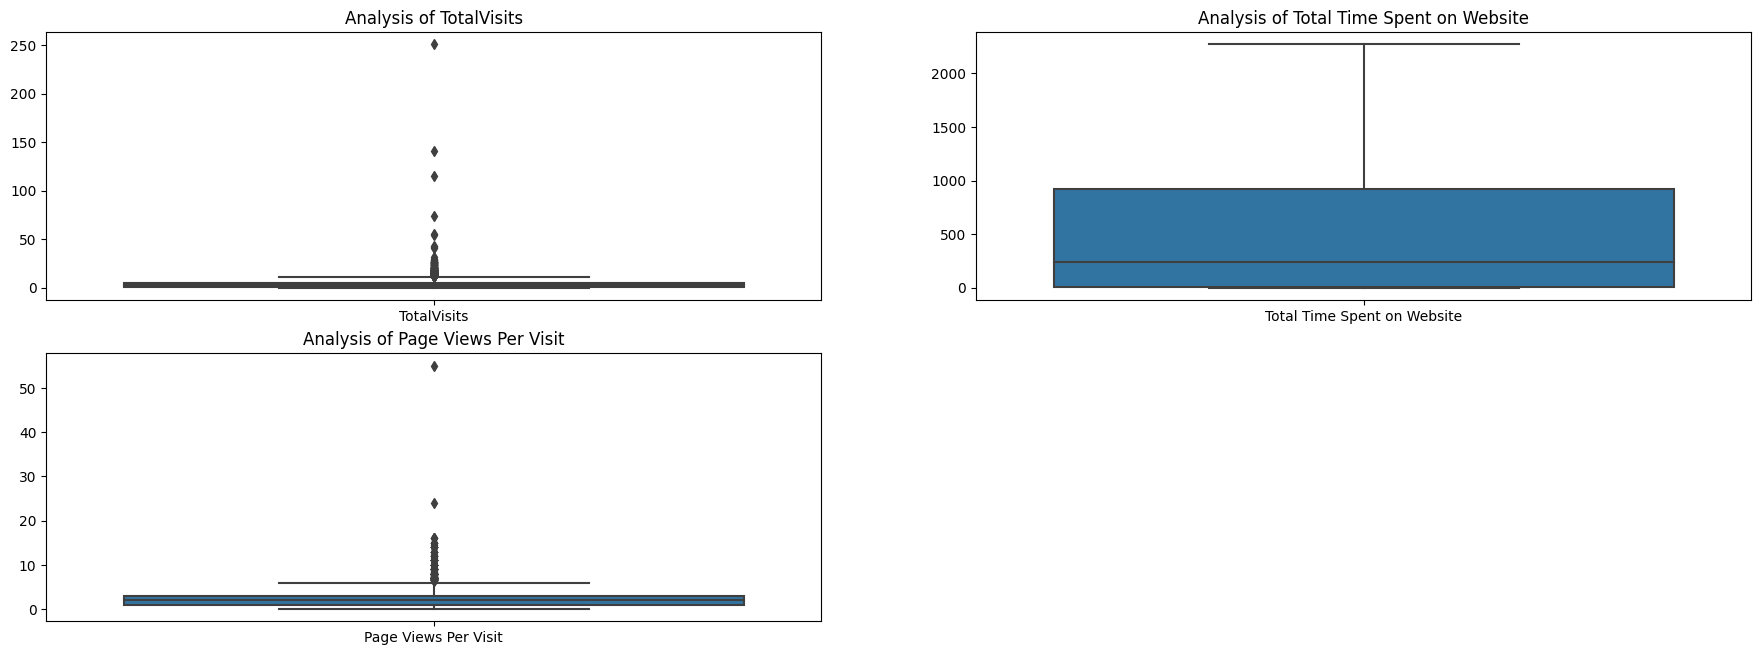 Analysis of TotalVisits
250
200
150
100
50
0
TotalVisits
Analysis of Total Time Spent on Website
2000
1500
1000
500
0
Total Time Spent on Website
Analysis of Page Views Per Visit
50
40
30
20
10
0
Page Views Per Visit